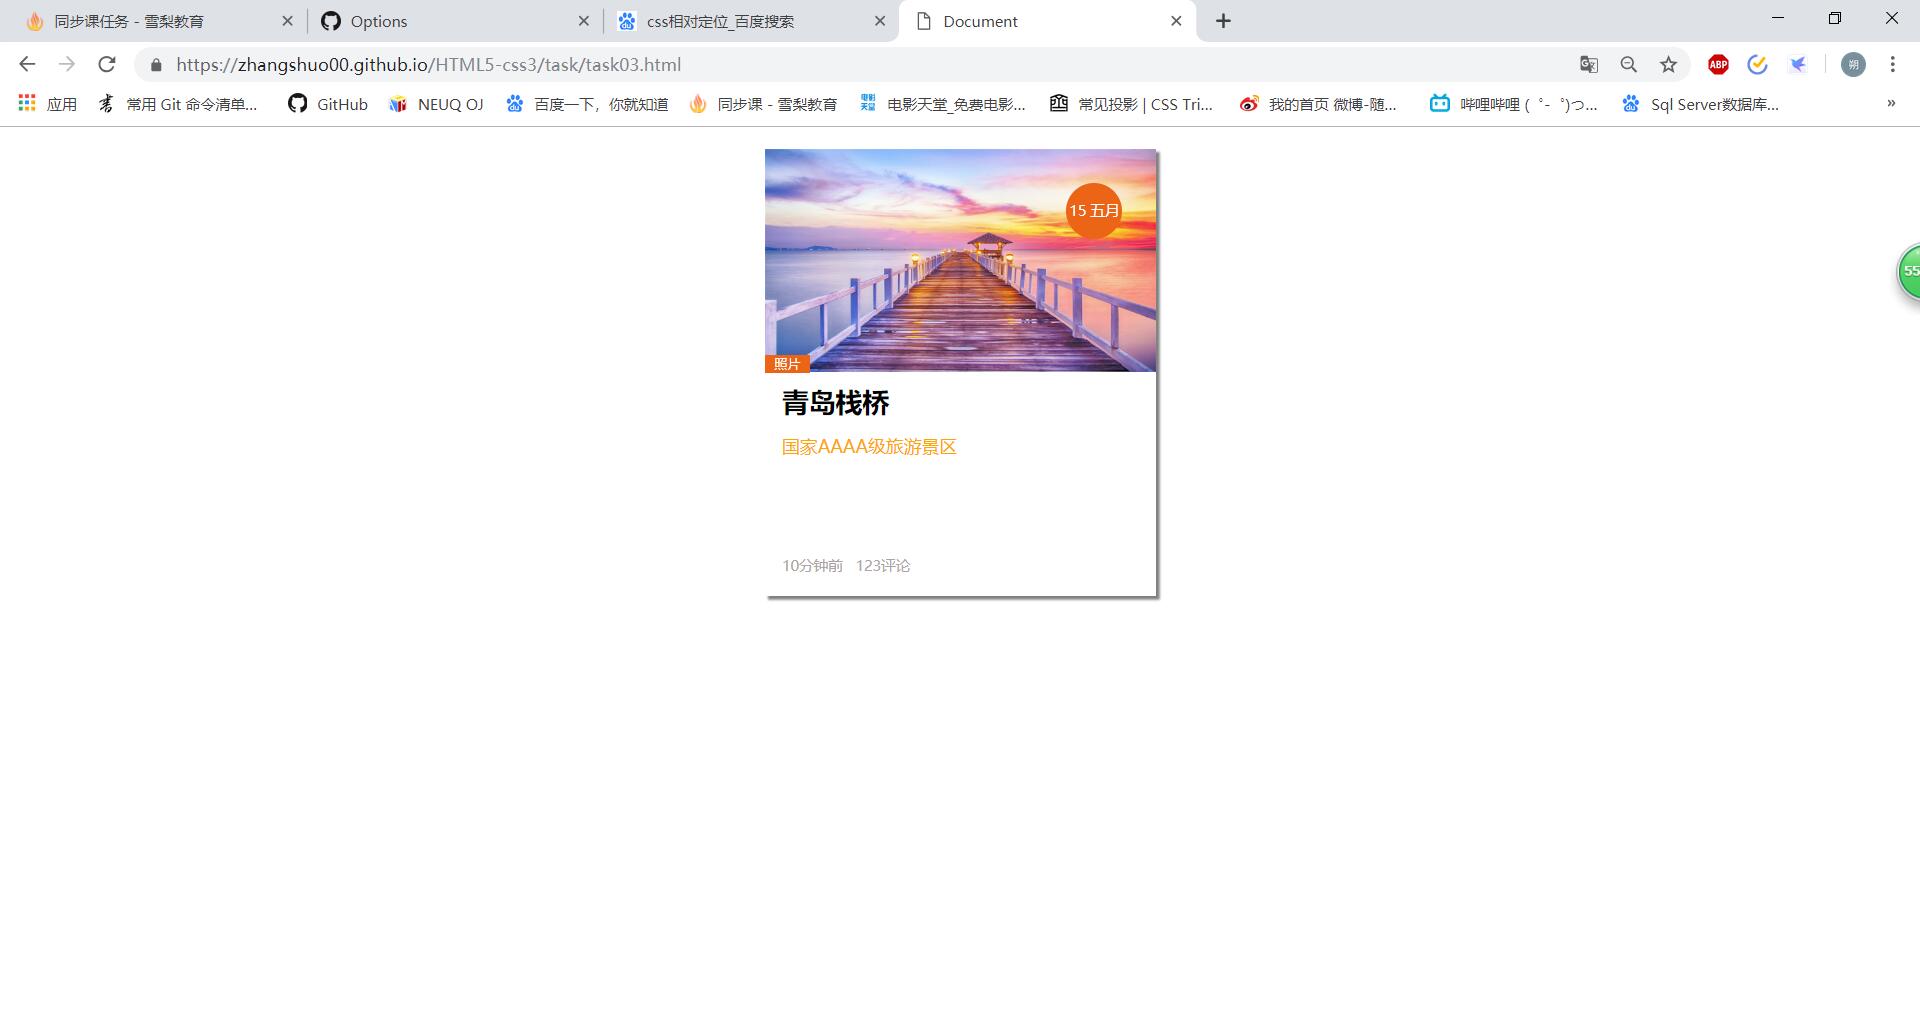 同步课任务 - 雪梨教育
Options
css相对定位_百度搜索
Document
https://zhangshuo00.github.io/HTML5-css3/task/task03.html
ABP
朔
应用
常用 Git 命令清单...
GitHub
NEUQ OJ
百度一下，你就知道
同步课 - 雪梨教育
电影天堂_免费电影...
常见投影 | CSS Tri...
我的首页 微博-随...
哔哩哔哩 ( ゜- ゜)つ...
Sql Server数据库...
»
15 五月
55
照片
青岛栈桥
国家AAAA级旅游景区
10分钟前 123评论